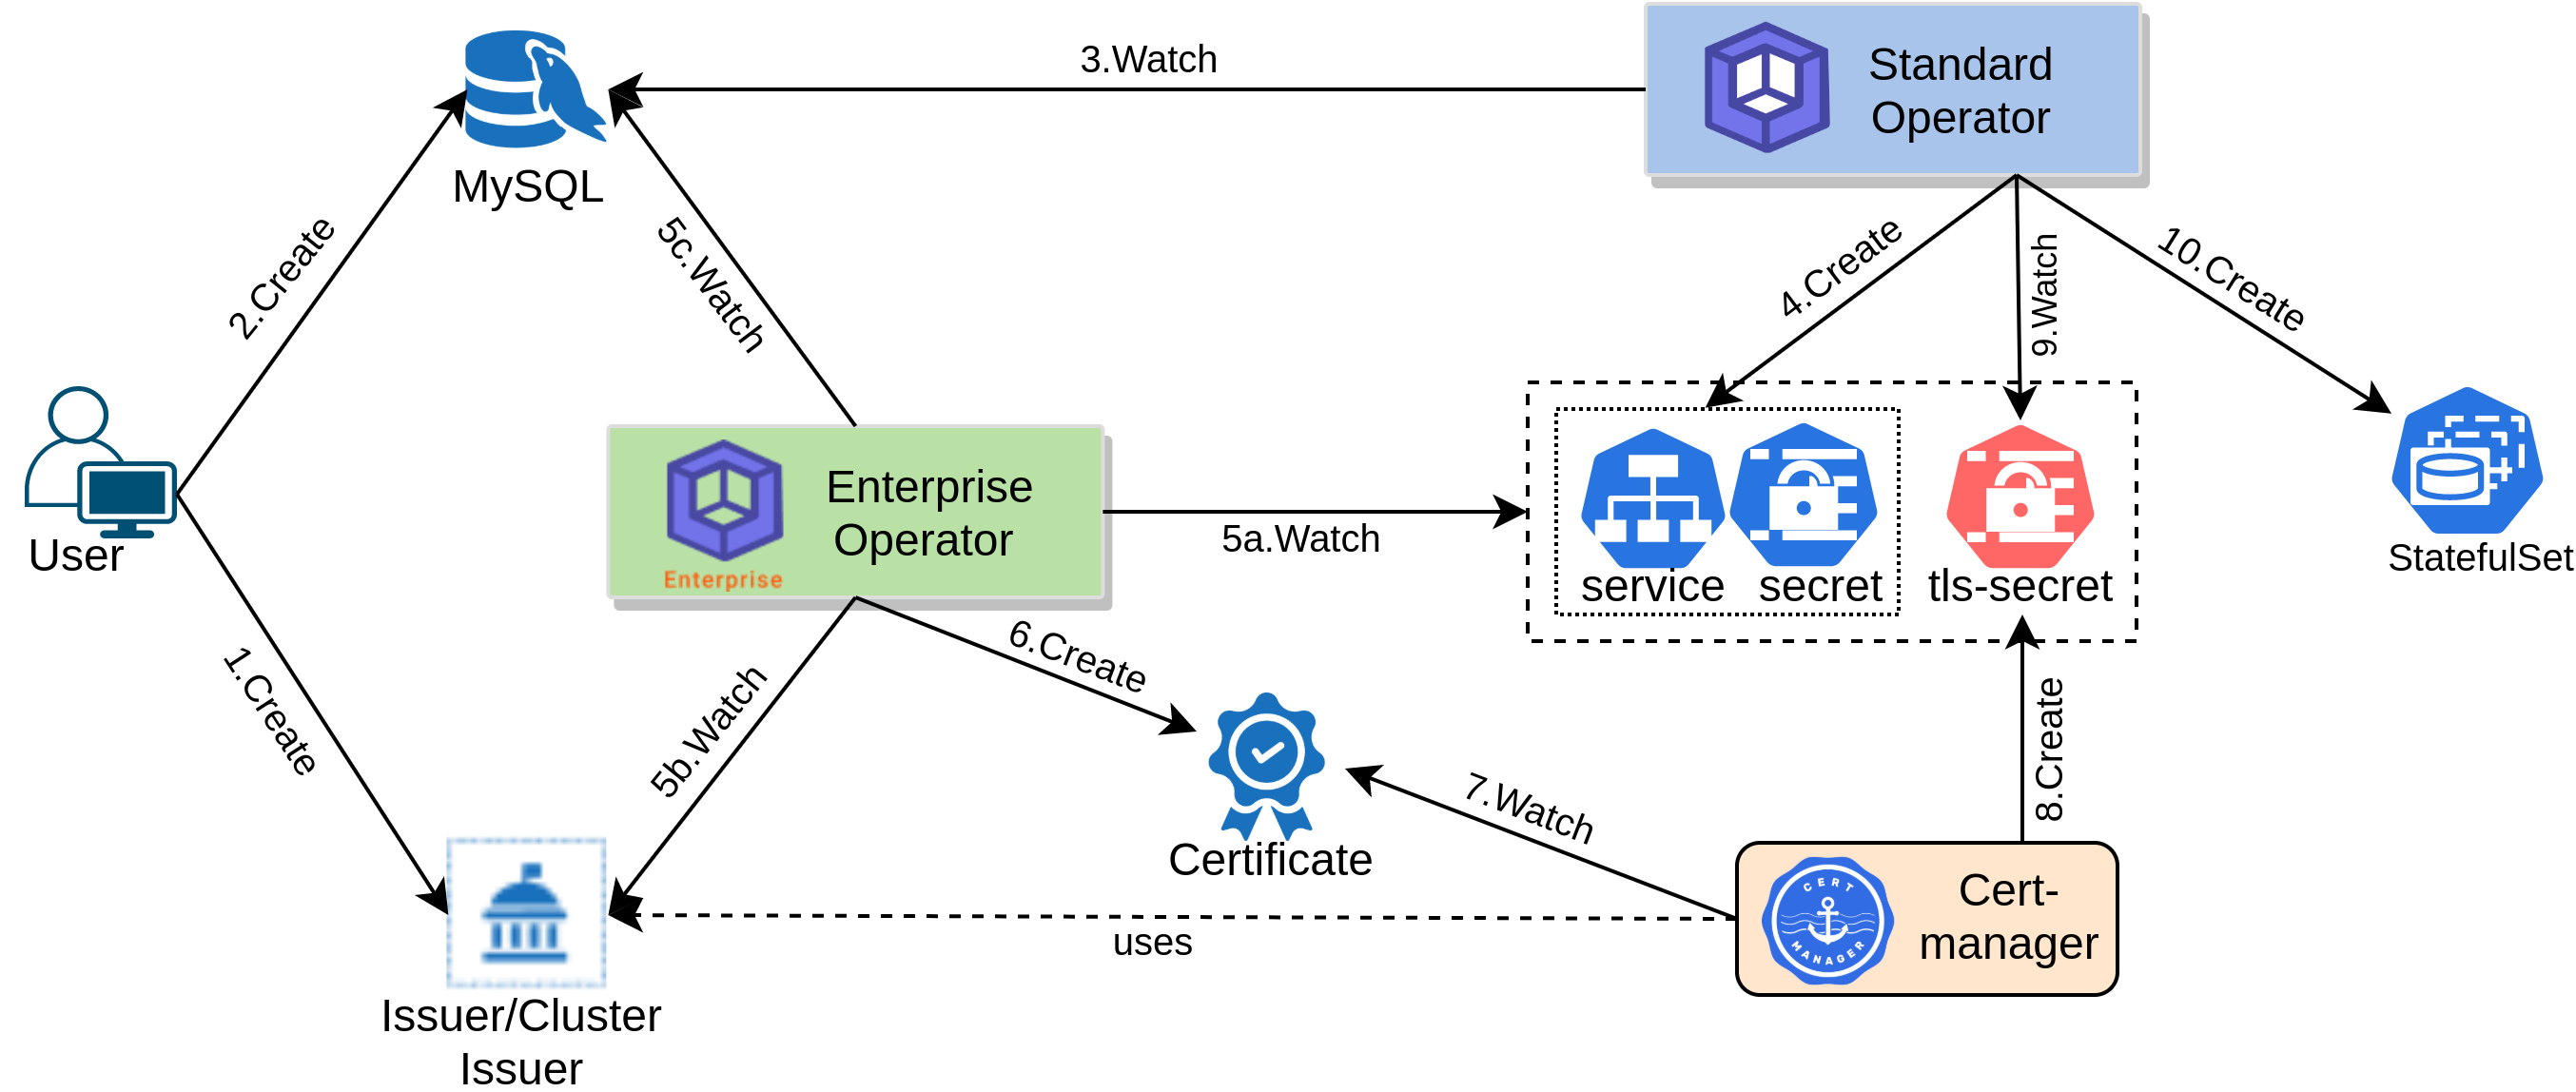 3.Watch
Standard
Operator
MySQL
2.Create
5c.Watch
4.Create
9.Watch
10.Create
User
Enterprise
Operator
Enterprise
5a.Watch
service
secret
tls-secret
StatefulSet
1.Create
5b.Watch
6.Create
7.Watch
8.Create
Certificate
CERT
MANAGER
Cert-
manager
uses
Issuer/Cluster
Issuer